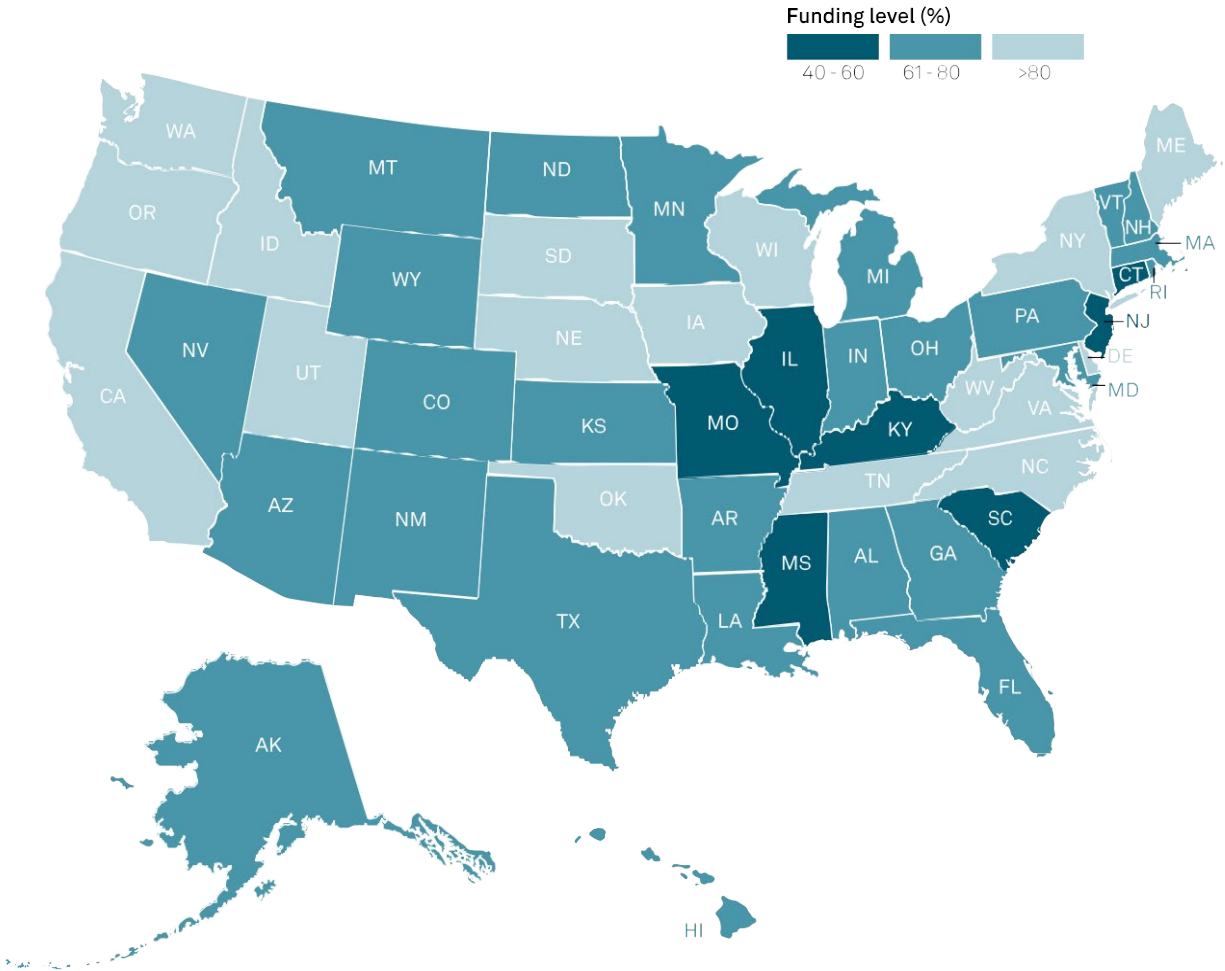 Funding level (%)
40 - 60 61 - 80 >80
WA
ME
MT
ND
VT
MN
OR
NH
NY
MA
ID
WI
SD
CT
MI
WY
RI
PA
NJ
IA
NE
NV
OH
IN
IL
DE
UT
WV
MD
CA
CO
VA
MO
KS
KY
NC
TN
OK
AZ
NM
AR
SC
GA
AL
MS
TX
LA
FL
AK
HI